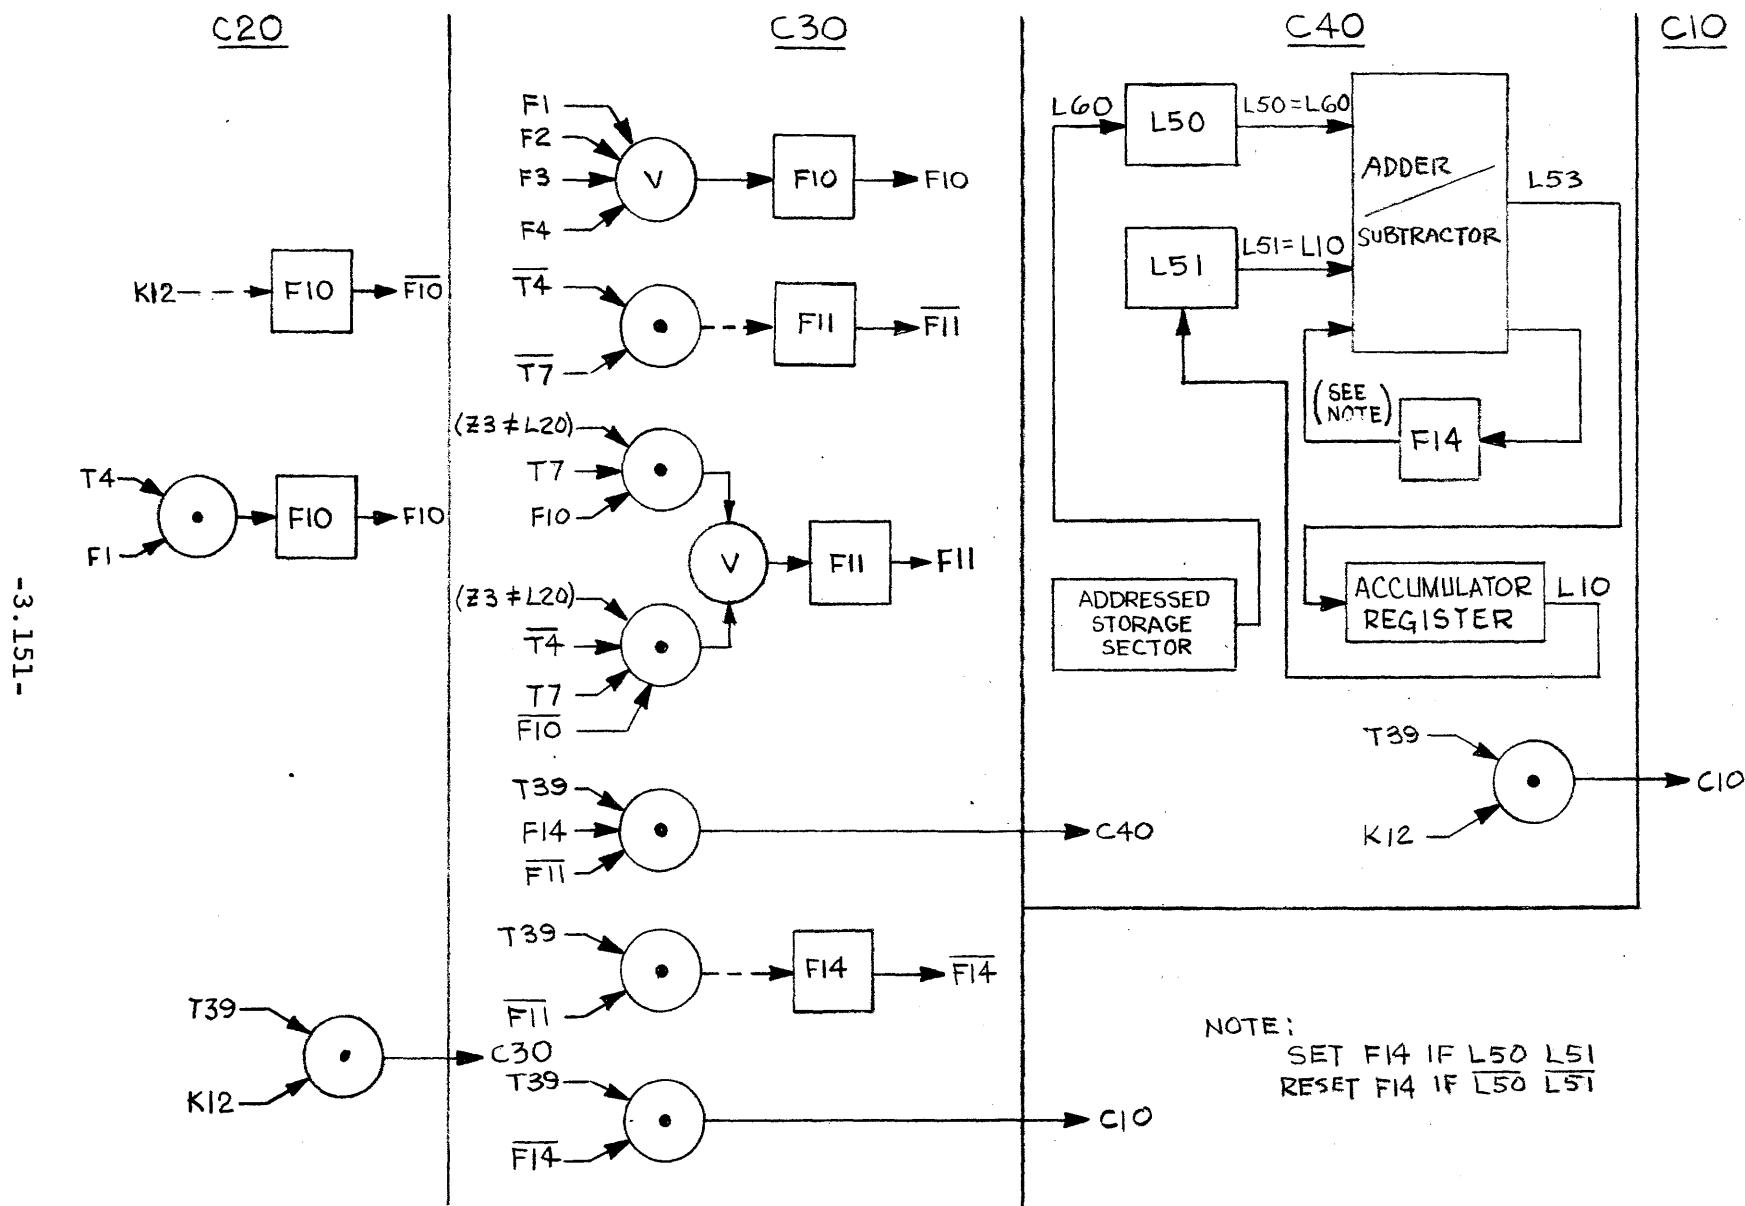 C20
C30
C40
C10
K12
F10
F̅1̅0̅
T4
F1
F10
F10
T39
K12
C30
F1
F2
F3
F4
V
F10
F10
T̅4̅
T̅7̅
F11
F̅1̅1̅
(Z3 ≠ L20)
T7
F10
V
F11
F11
(Z3 ≠ L20)
T̅4̅
T7
F̅1̅0̅
T39
F14
F̅1̅1̅
C40
T39
F̅1̅1̅
F14
F̅1̅4̅
T39
F̅1̅4̅
C10
L60
L50
L50=L60
ADDER
/
SUBTRACTOR
L53
L51
L51=L10
(SEE
NOTE)
F14
ADDRESSED
STORAGE
SECTOR
ACCUMULATOR
REGISTER
L10
T39
K12
C10
NOTE:
SET F14 IF L50 L51
RESET F14 IF L̅5̅0̅ L̅5̅1̅
-3.151-